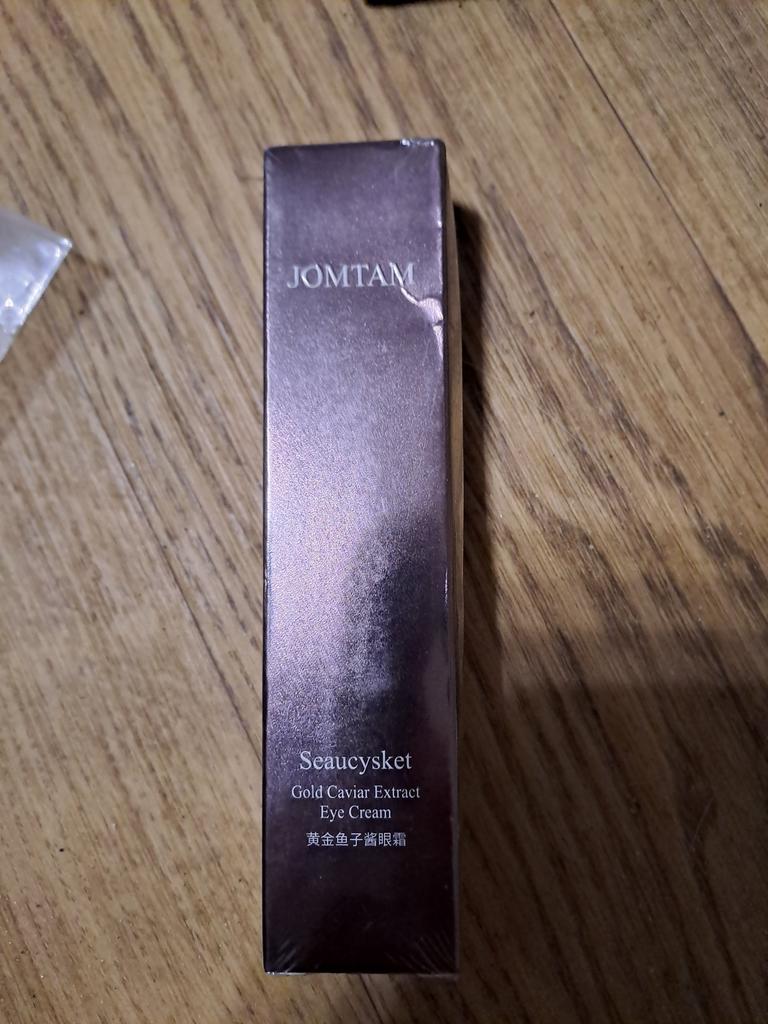 JOMTAM
Seaucysket
Gold Caviar Extract
Eye Cream
黄金鱼子酱眼霜